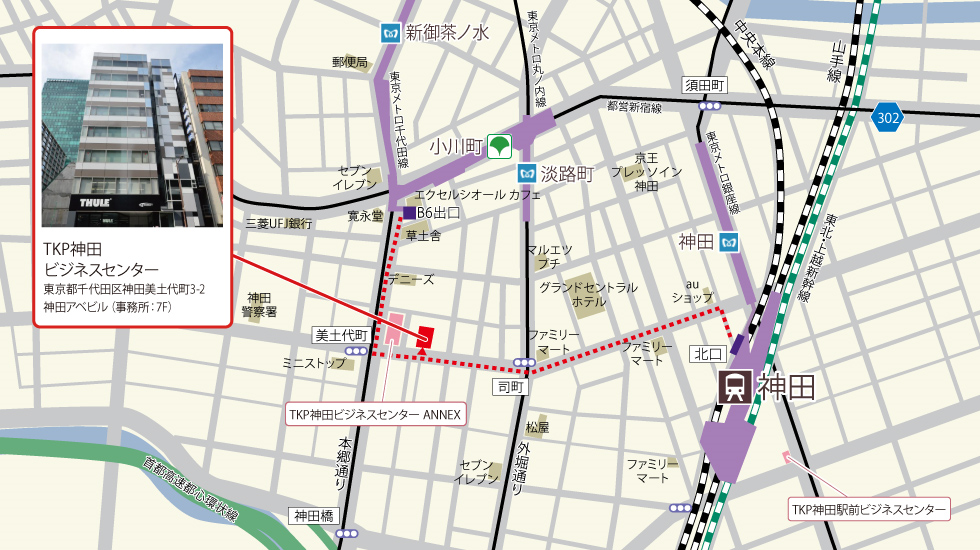 新御茶ノ水
郵便局
東京メトロ千代田線
東京メトロ丸ノ内線
中央本線
山手線
須田町
都営新宿線
302
小川町
淡路町
東京メトロ銀座線
京王
プレッソイン
神田
セブン
イレブン
エクセルシオール カフェ
B6出口
寛永堂
草土舎
三菱UFJ銀行
THULE
TKP神田
ビジネスセンター
東京都千代田区神田美土代町3-2
神田アベビル (事務所:7F)
神田
東北・上越新幹線
マルエツ
プチ
デニーズ
グランドセントラル
ホテル
au
ショップ
神田
警察署
美土代町
ミニストップ
ファミリー
マート
ファミリー
マート
北口
司町
神田
TKP神田ビジネスセンター ANNEX
松屋
本郷通り
外堀通り
セブン
イレブン
ファミリー
マート
首都高速都心環状線
神田橋
TKP神田駅前ビジネスセンター